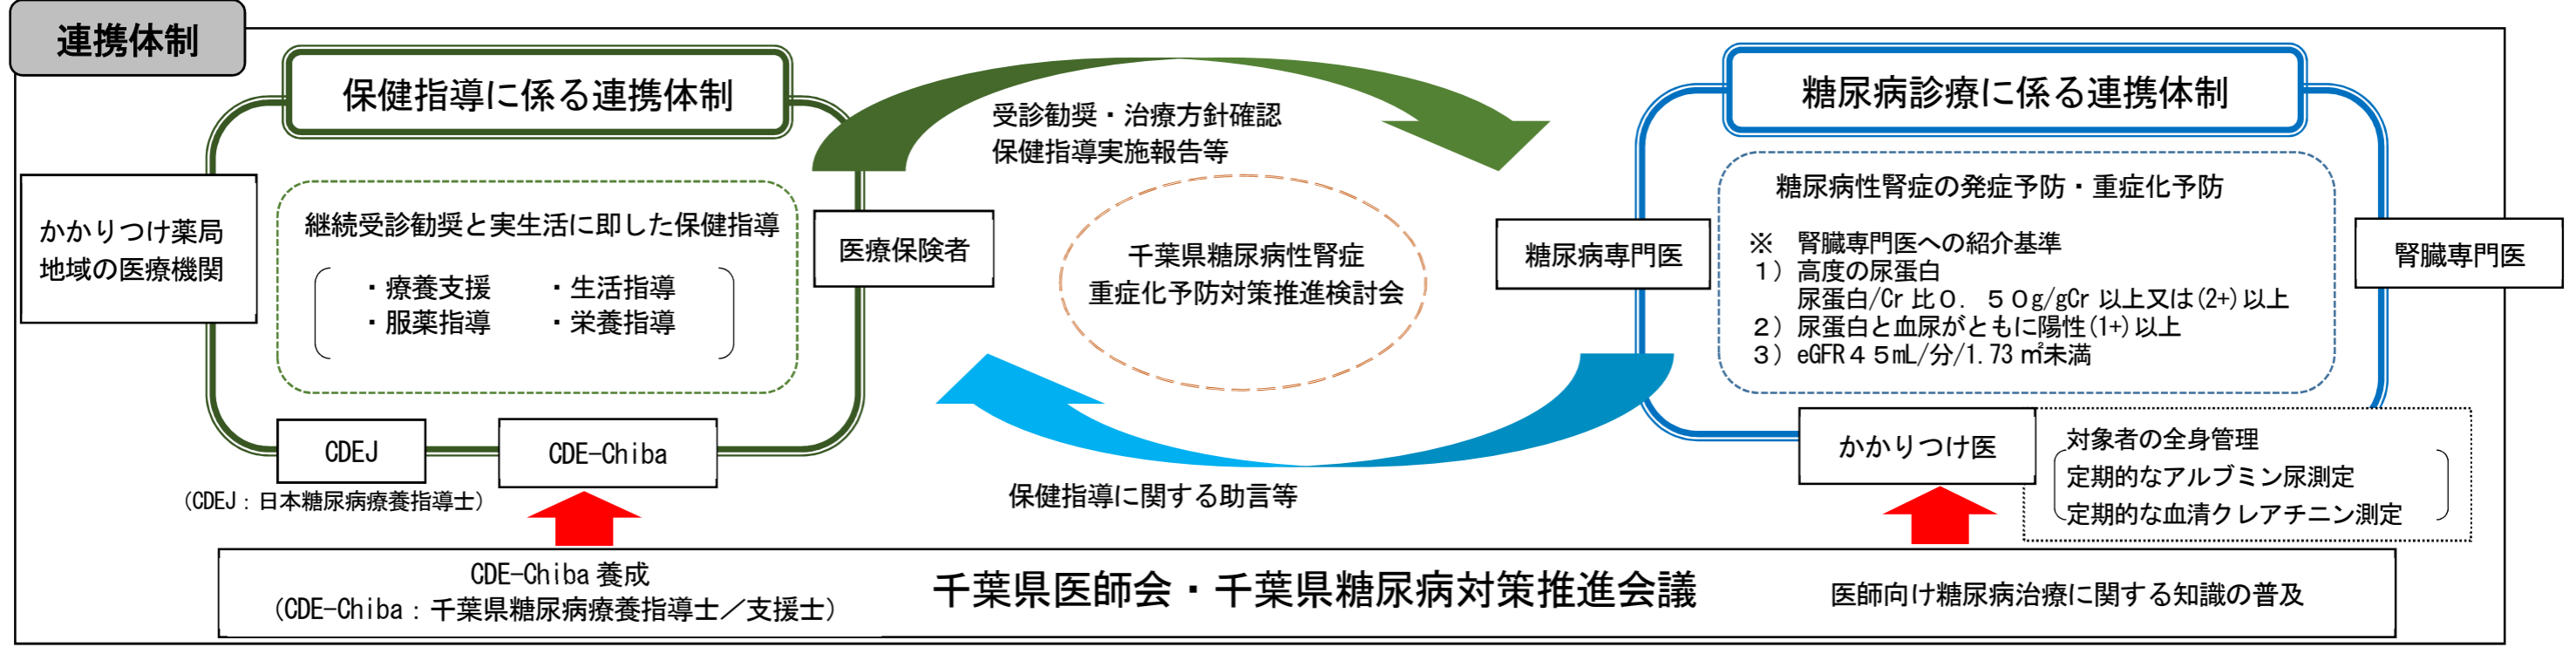 連携体制
保健指導に係る連携体制
かかりつけ薬局
地域の医療機関
継続受診勧奨と実生活に即した保健指導
・療養支援 ・生活指導
・服薬指導 ・栄養指導
医療保険者
CDEJ
CDE-Chiba
(CDEJ：日本糖尿病療養指導士)
受診勧奨・治療方針確認
保健指導実施報告等
千葉県糖尿病性腎症
重症化予防対策推進検討会
保健指導に関する助言等
糖尿病診療に係る連携体制
糖尿病専門医
糖尿病性腎症の発症予防・重症化予防
※ 腎臓専門医への紹介基準
１）高度の尿蛋白
尿蛋白/Cr 比０．５０g/gCr 以上又は(2+)以上
２）尿蛋白と血尿がともに陽性(1+)以上
３）eGFR４５mL/分/1.73 ㎡未満
腎臓専門医
かかりつけ医
対象者の全身管理
定期的なアルブミン尿測定
定期的な血清クレアチニン測定
CDE-Chiba 養成
(CDE-Chiba：千葉県糖尿病療養指導士／支援士)
千葉県医師会・千葉県糖尿病対策推進会議
医師向け糖尿病治療に関する知識の普及